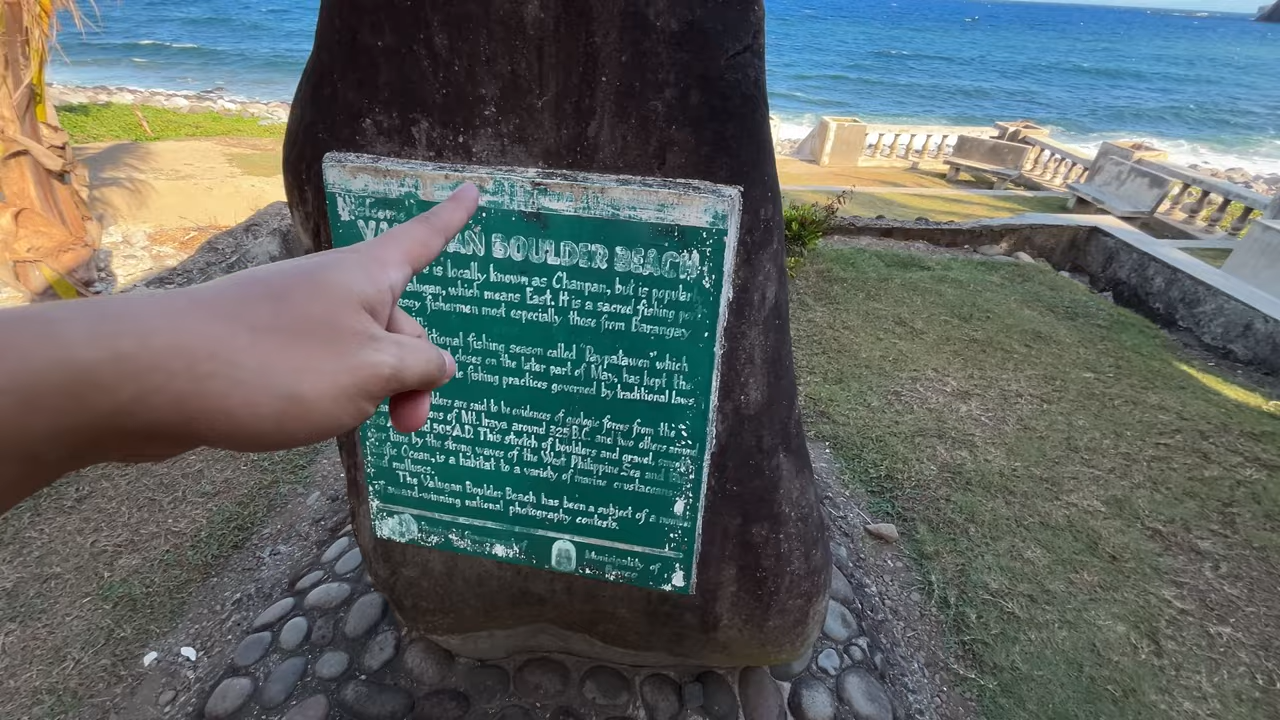 Welcome
BOULDER BEACH
is locally known as Chanpan, but is popular
which means East. It is a sacred fishing
fishermen most especially those from Barangay
fishing season called "Paypatawen" which
closes on the later part of May, has kept the
fishing practices governed by traditional laws.
are said to be evidences of geologic forces from the
of Mt. Iraya around 325 B.C. and two others around
505 A.D. This stretch of boulders and gravel,
time by the strong waves of the West Philippine Sea and
Ocean, is a habitat to a variety of marine crustaceans
molluscs.
The Valugan Boulder Beach has been a subject of a
of award-winning national photography contests.
Municipality of